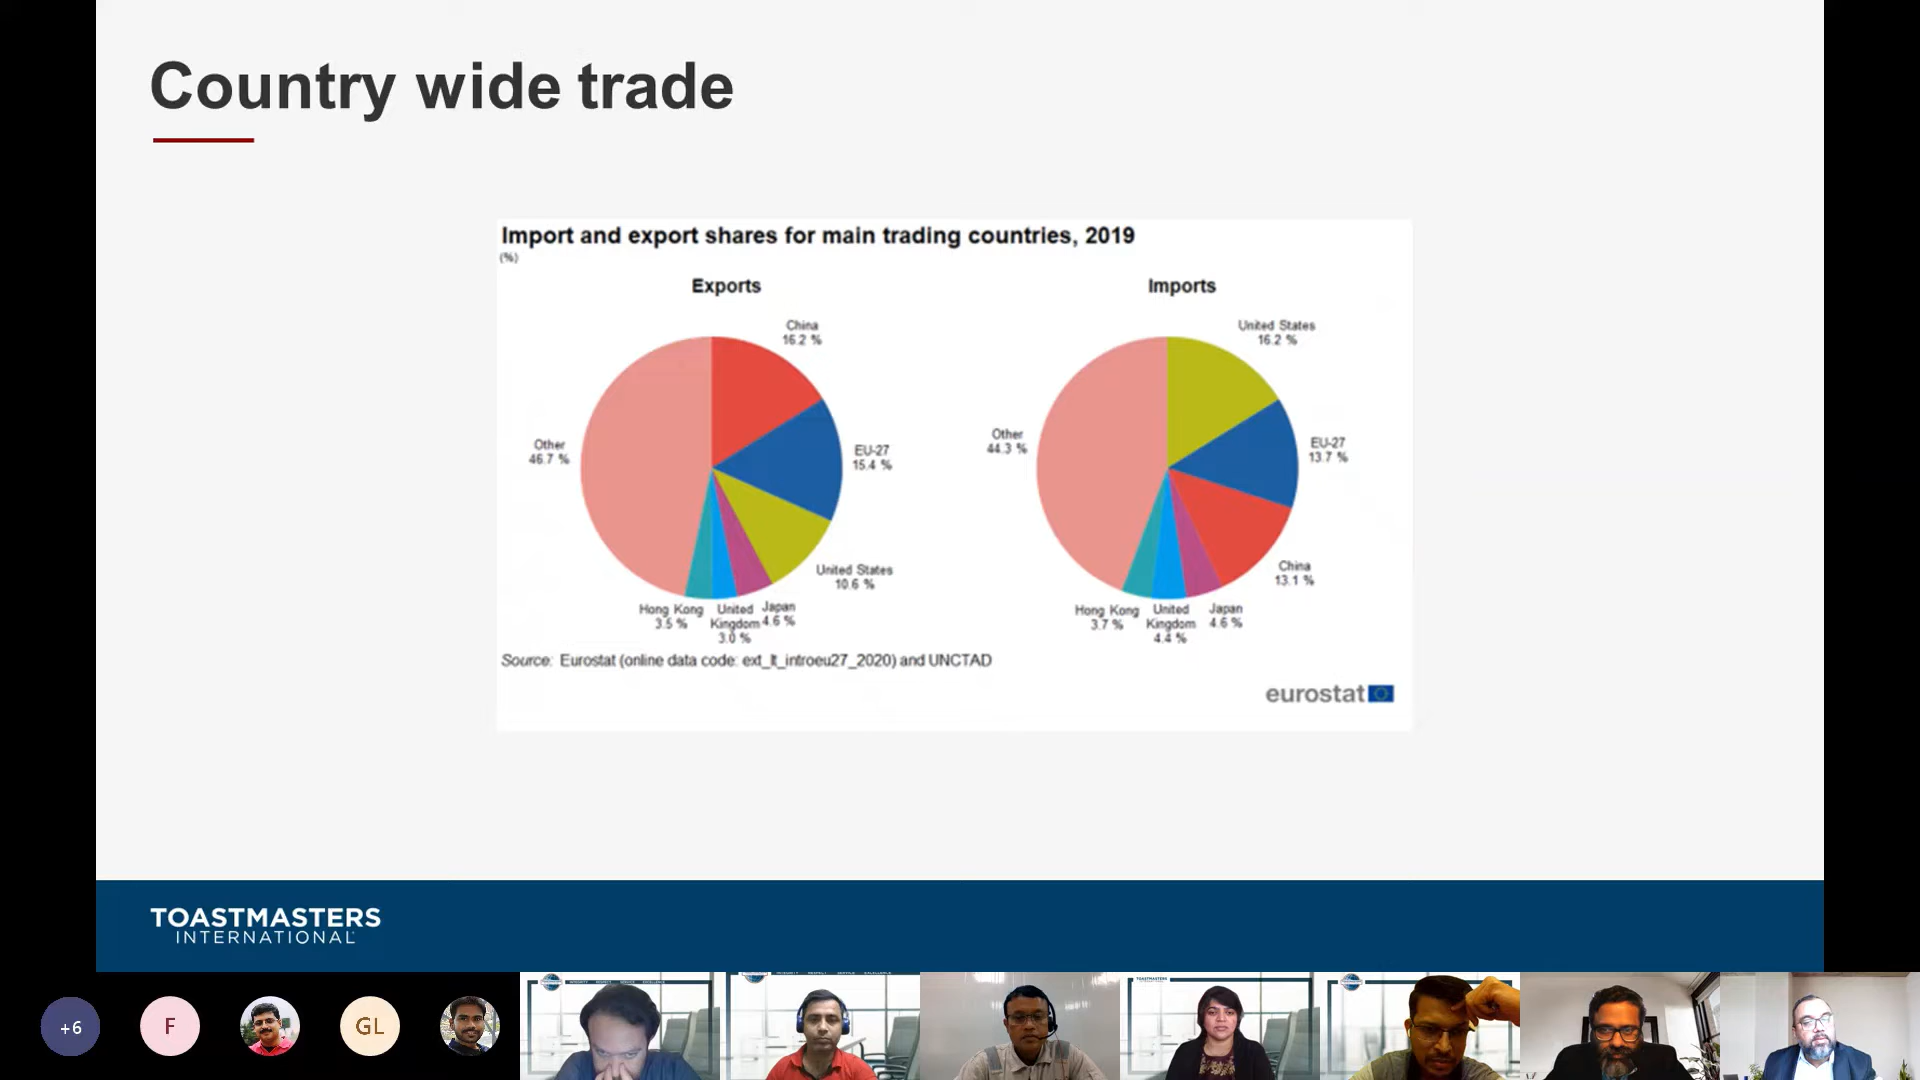 Country wide trade
Import and export shares for main trading countries, 2019
(%)
Exports
China
16.2 %
EU-27
15.4 %
United States
10.6 %
Japan
4.6 %
United
Kingdom
3.0 %
Hong Kong
3.5 %
Other
46.7 %
Imports
United States
16.2 %
EU-27
13.7 %
China
13.1 %
Japan
4.6 %
United
Kingdom
4.4 %
Hong Kong
3.7 %
Other
44.3 %
Source: Eurostat (online data code: ext_lt_introeu27_2020) and UNCTAD
eurostat
TOASTMASTERS
INTERNATIONAL
+6
F
GL
TOASTMASTERS